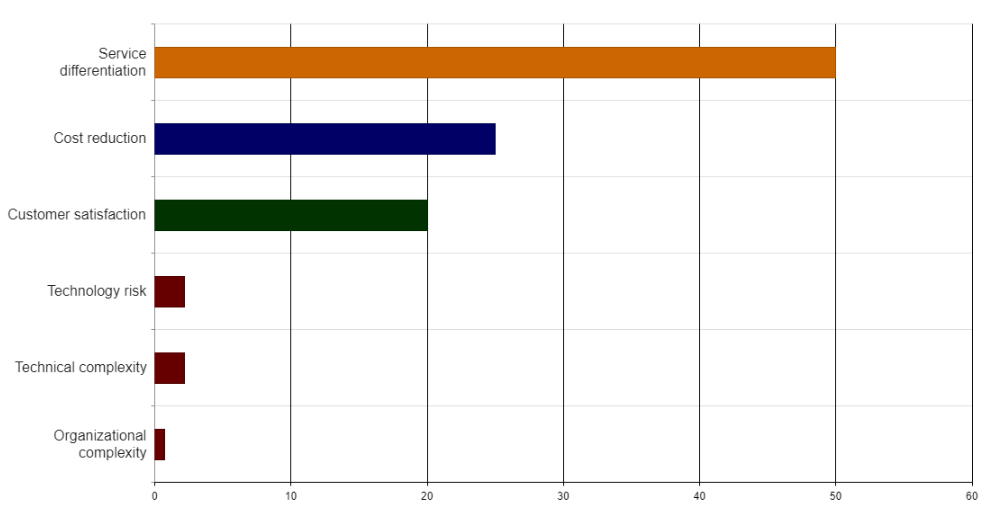 Service
differentiation
Cost reduction
Customer satisfaction
Technology risk
Technical complexity
Organizational
complexity
0 10 20 30 40 50 60